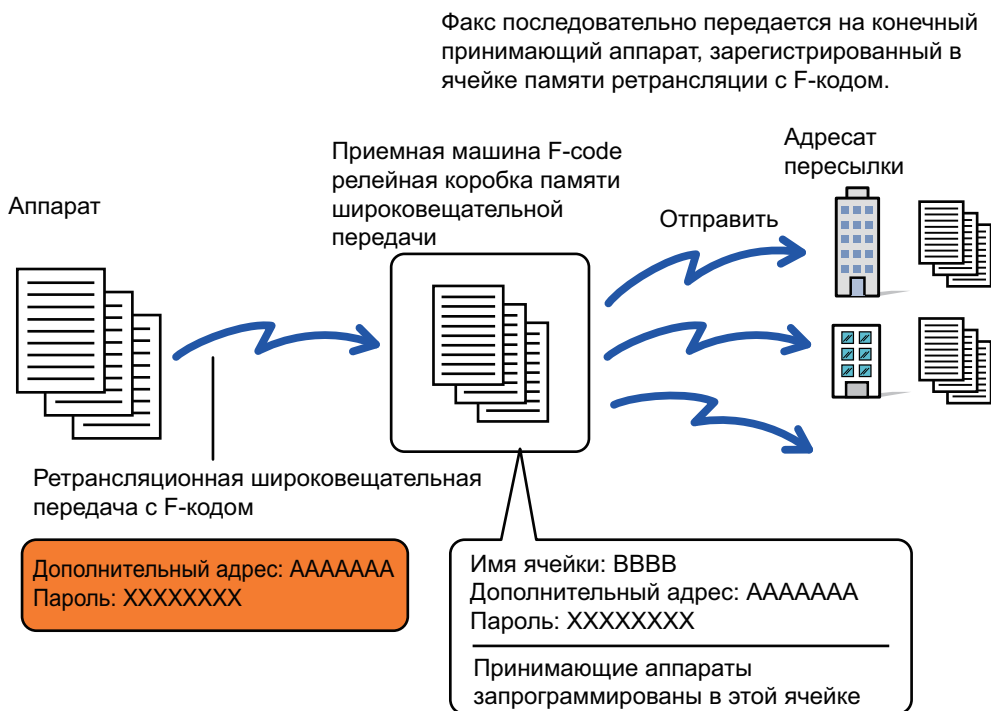 Факс последовательно передается на конечный
принимающий аппарат, зарегистрированный в
ячейке памяти ретрансляции с F-кодом.
Адресат
пересылки
Приемная машина F-code
релейная коробка памяти
широковещательной
передачи
Отправить
Аппарат
Ретрансляционная широковещательная
передача с F-кодом
Дополнительный адрес: AAAAAAA
Пароль: XXXXXXXX
Имя ячейки: BBBB
Дополнительный адрес: AAAAAAA
Пароль: XXXXXXXX
Принимающие аппараты
запрограммированы в этой ячейке